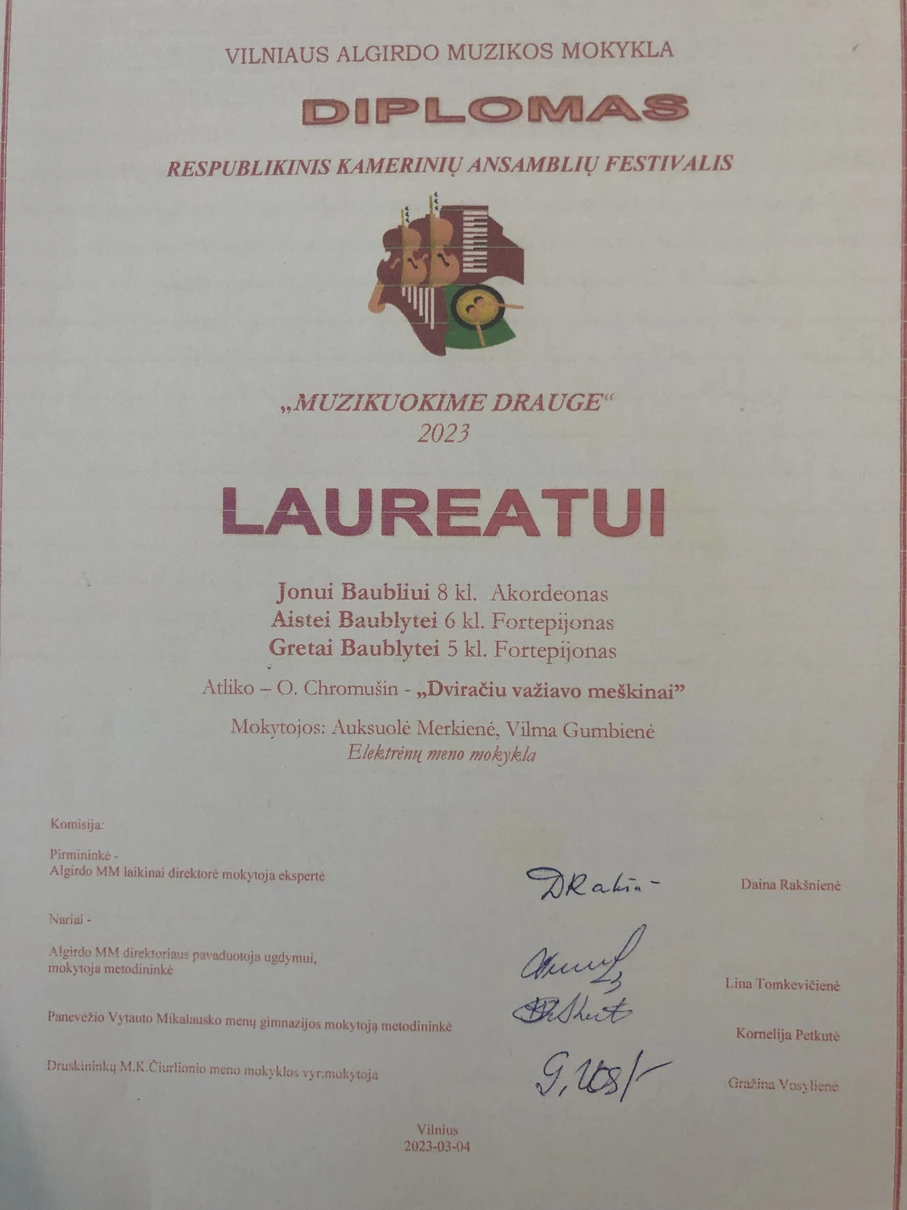 VILNIAUS ALGIRDO MUZIKOS MOKYKLA
DIPLOMAS
RESPUBLIKINIS KAMERINIŲ ANSAMBLIŲ FESTIVALIS
„MUZIKUOKIME DRAUGE“
2023
LAUREATUI
Jonui Baubliui 8 kl. Akordeonas
Aistei Baublytei 6 kl. Fortepijonas
Gretai Baublytei 5 kl. Fortepijonas
Atliko – O. Chromušin - „Dviračiu važiavo meškinai”
Mokytojos: Auksuolė Merkienė, Vilma Gumbienė
Elektrėnų meno mokykla
Komisija:
Pirmininkė -
Algirdo MM laikinai direktorė mokytoja ekspertė
Daina Rakšnienė
Nariai -
Algirdo MM direktoriaus pavaduotoja ugdymui,
mokytoja metodininkė
Lina Tomkevičienė
Panevėžio Vytauto Mikalausko menų gimnazijos mokytoją metodininkė
Kornelija Petkutė
Druskininkų M.K.Čiurlionio meno mokyklos vyr.mokytoja
Gražina Vosylienė
Vilnius
2023-03-04